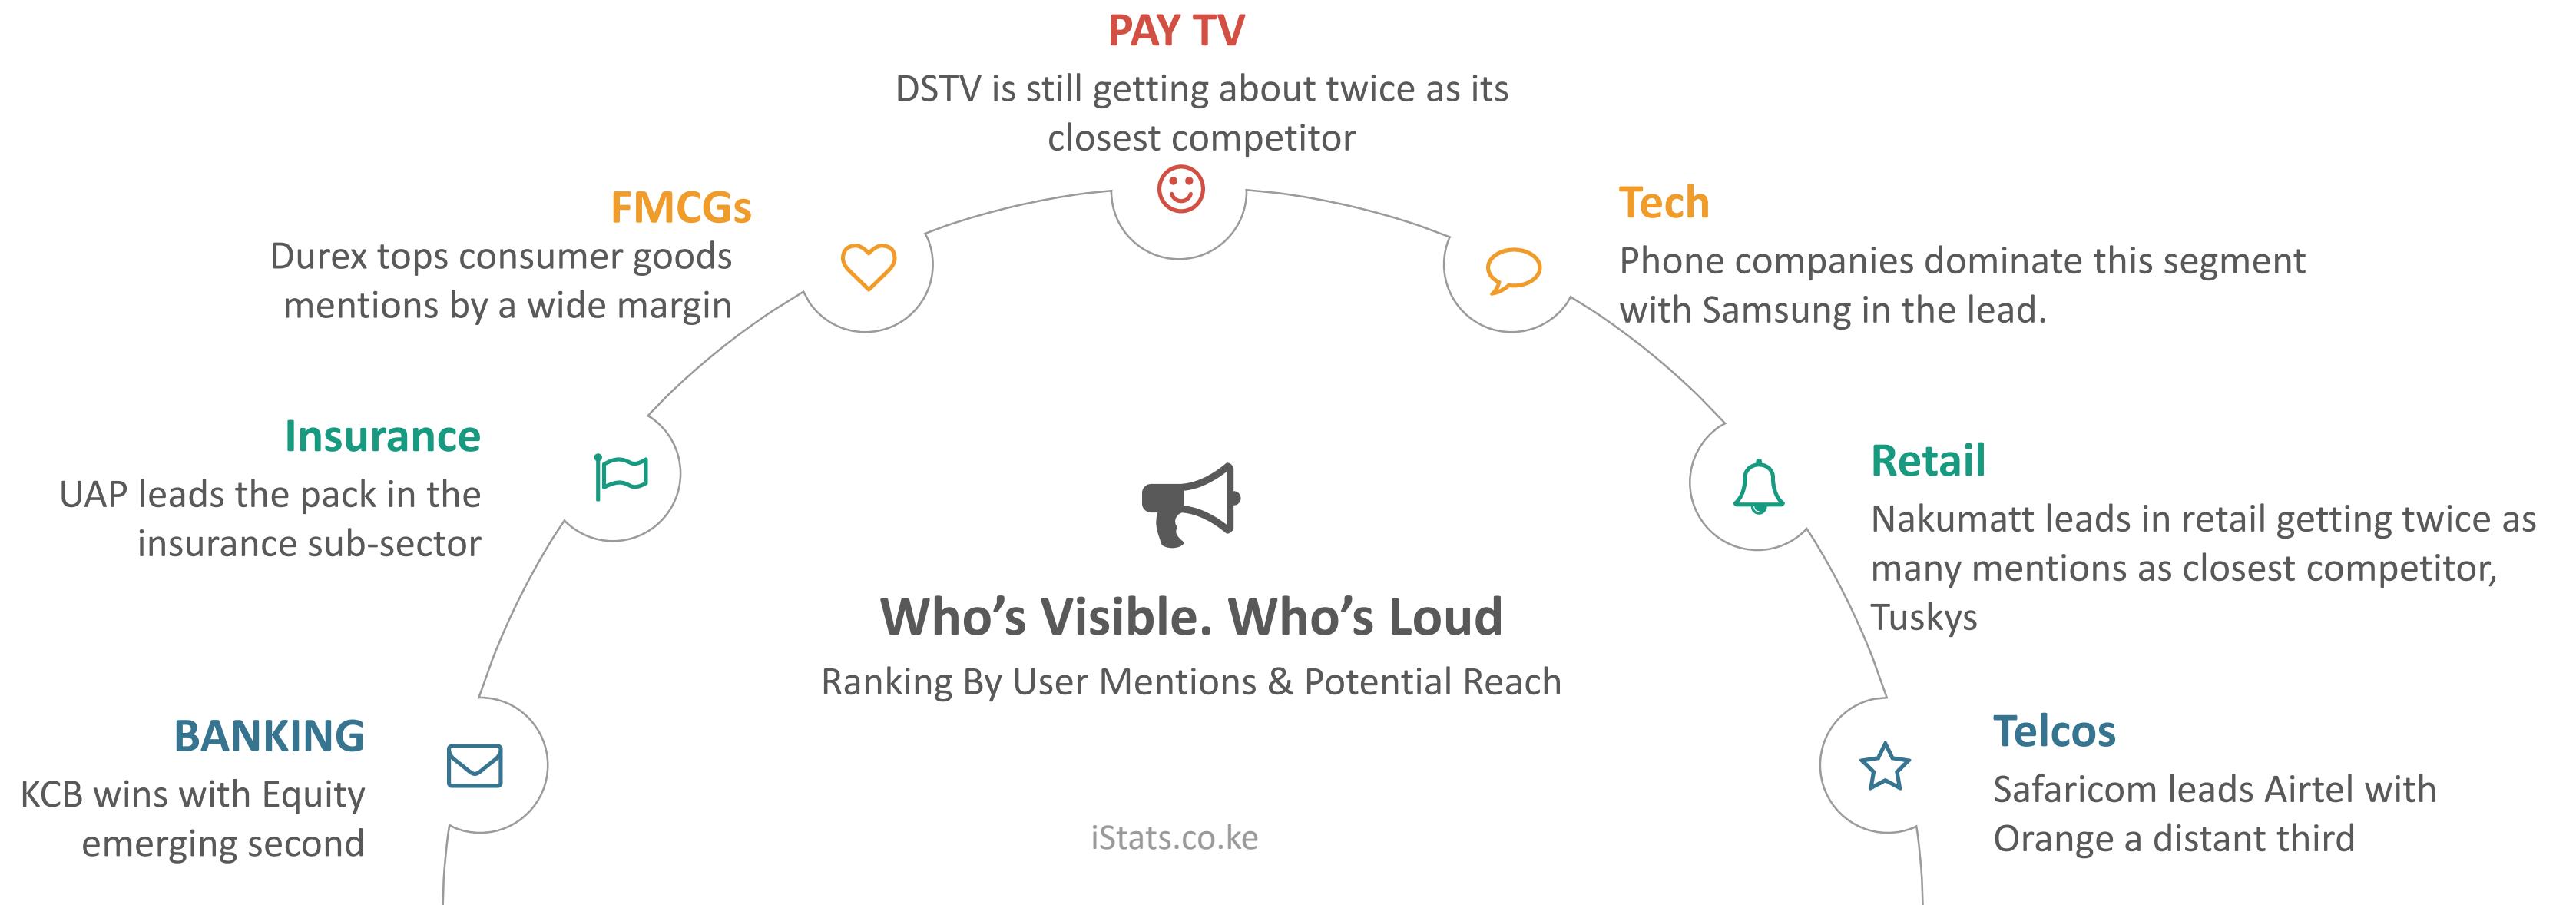 PAY TV
DSTV is still getting about twice as its
closest competitor
FMCGs
Durex tops consumer goods
mentions by a wide margin
Tech
Phone companies dominate this segment
with Samsung in the lead.
Insurance
UAP leads the pack in the
insurance sub-sector
Retail
Nakumatt leads in retail getting twice as
many mentions as closest competitor,
Tuskys
Who’s Visible. Who’s Loud
Ranking By User Mentions & Potential Reach
BANKING
KCB wins with Equity
emerging second
Telcos
Safaricom leads Airtel with
Orange a distant third
iStats.co.ke